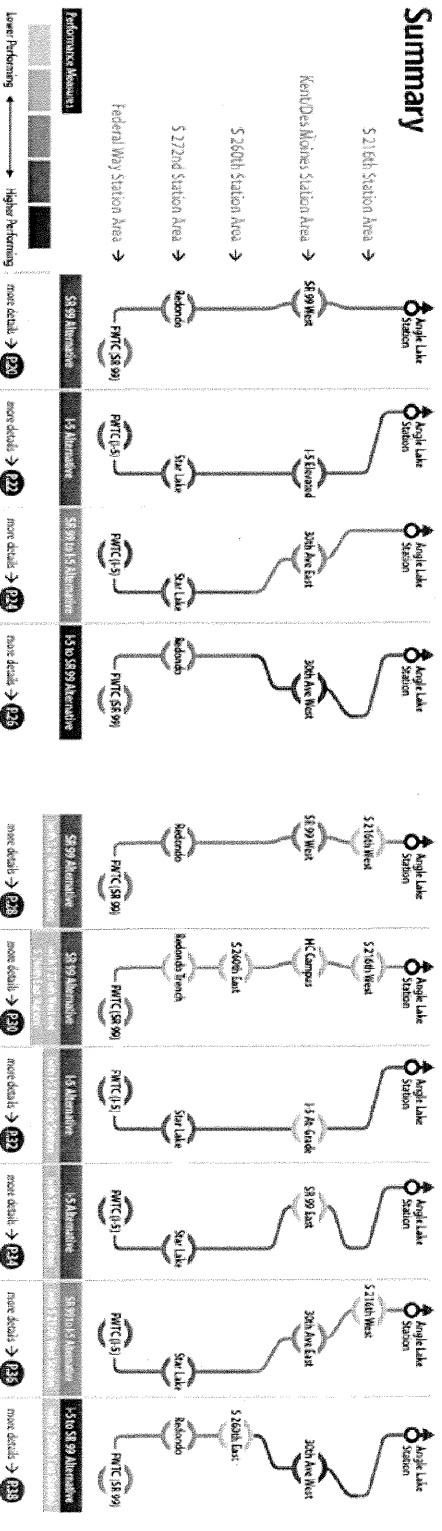 Summary
S 216th Station Area →
Kent/Des Moines Station Area →
S 260th Station Area →
S 272nd Station Area →
Federal Way Station Area →
Performance Measures
Lower Performing ↔ Higher Performing
Angle Lake
Station
SR 99 West
Redondo
FWTC (SR 99)
SR 99 Alternative
more details → P20
Angle Lake
Station
I-5 Elevated
Star Lake
FWTC (I-5)
I-5 Alternative
more details → P22
Angle Lake
Station
30th Ave East
Star Lake
FWTC (I-5)
SR 99 to I-5 Alternative
more details → P24
Angle Lake
Station
30th Ave West
Redondo
FWTC (SR 99)
I-5 to SR 99 Alternative
more details → P26
Angle Lake
Station
S 216th West
SR 99 West
Redondo
FWTC (SR 99)
SR 99 Alternative
more details → P28
Angle Lake
Station
S 216th West
HC Campus
S 260th East
Redondo Trench
FWTC (SR 99)
SR 99 Alternative
more details → P30
Angle Lake
Station
I-5 At-Grade
Star Lake
FWTC (I-5)
I-5 Alternative
more details → P32
Angle Lake
Station
SR 99 East
Star Lake
FWTC (I-5)
I-5 Alternative
more details → P34
Angle Lake
Station
S 216th West
30th Ave East
Star Lake
FWTC (I-5)
SR 99 to I-5 Alternative
more details → P36
Angle Lake
Station
30th Ave West
S 260th East
Redondo
FWTC (SR 99)
I-5 to SR 99 Alternative
more details → P38